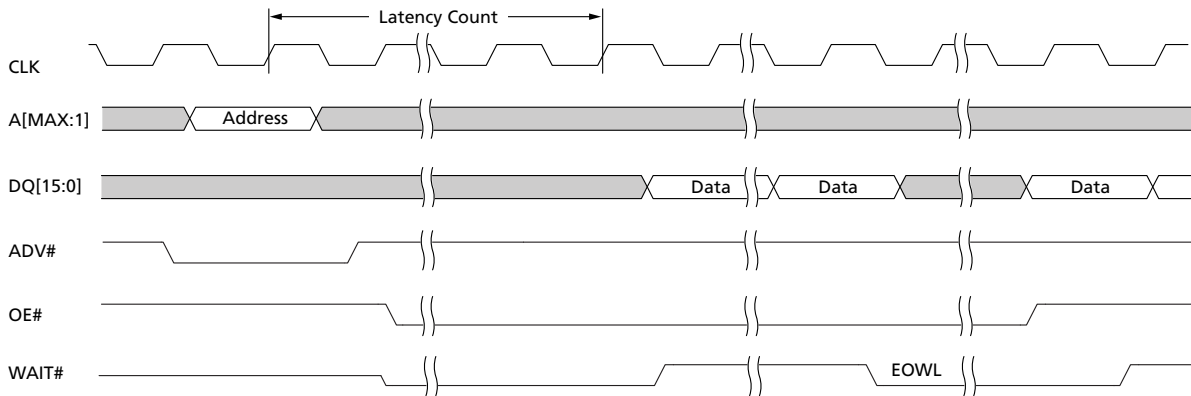 Latency Count
CLK
A[MAX:1] Address
DQ[15:0] Data Data Data
ADV#
OE#
WAIT# EOWL